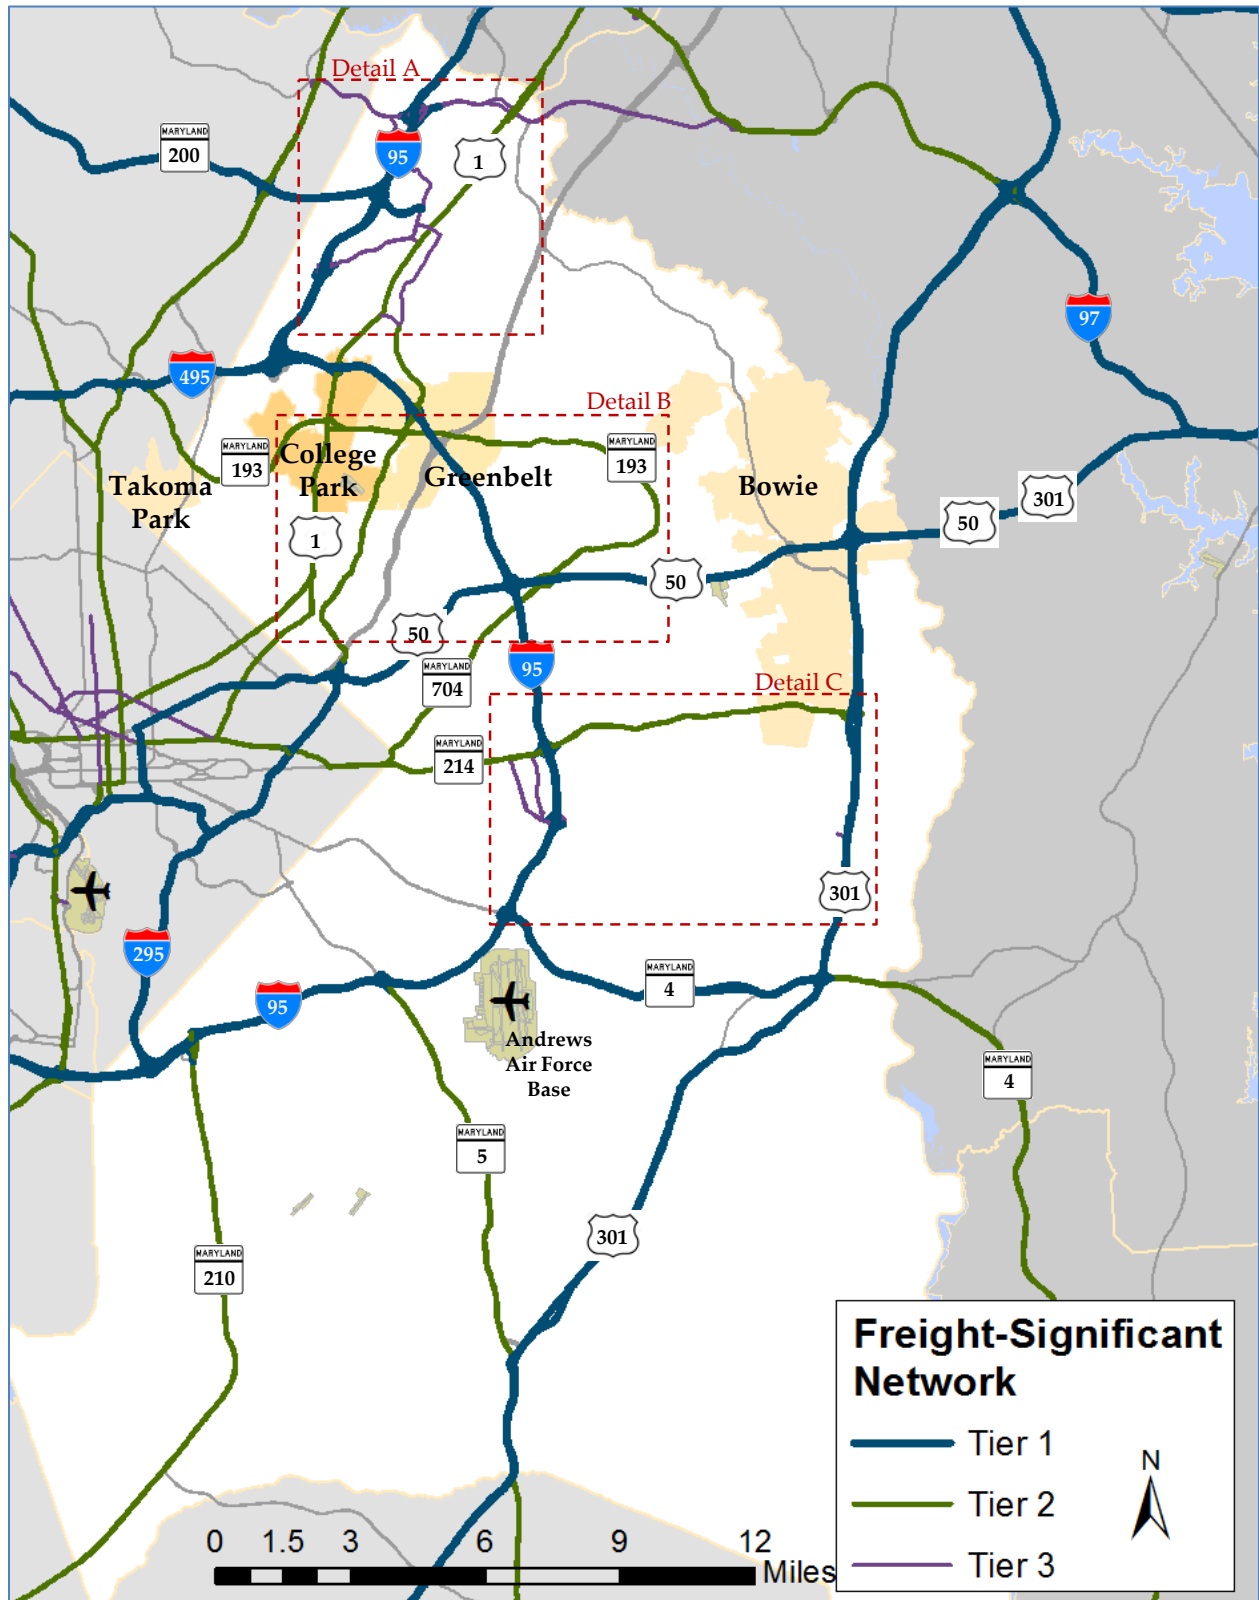 Detail A
MARYLAND
200
95
1
97
495
Detail B
MARYLAND
193
College
Park
MARYLAND
193
Greenbelt
Takoma
Park
Bowie
301
50
1
50
50
95
MARYLAND
704
Detail C
MARYLAND
214
301
295
MARYLAND
4
95
Andrews
Air Force
Base
MARYLAND
4
MARYLAND
5
301
MARYLAND
210
Freight-Significant
Network
Tier 1
Tier 2
Tier 3
N
0 1.5 3 6 9 12
Miles